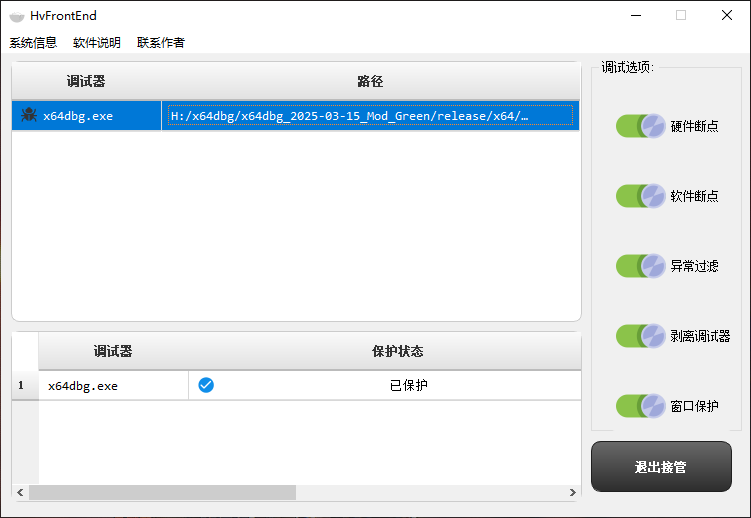 HvFrontEnd
系统信息 软件说明 联系作者
调试器 路径
x64dbg.exe H:/x64dbg/x64dbg_2025-03-15_Mod_Green/release/x64/…
调试选项:
硬件断点
软件断点
异常过滤
剥离调试器
窗口保护
调试器 保护状态
1 x64dbg.exe 已保护
退出接管